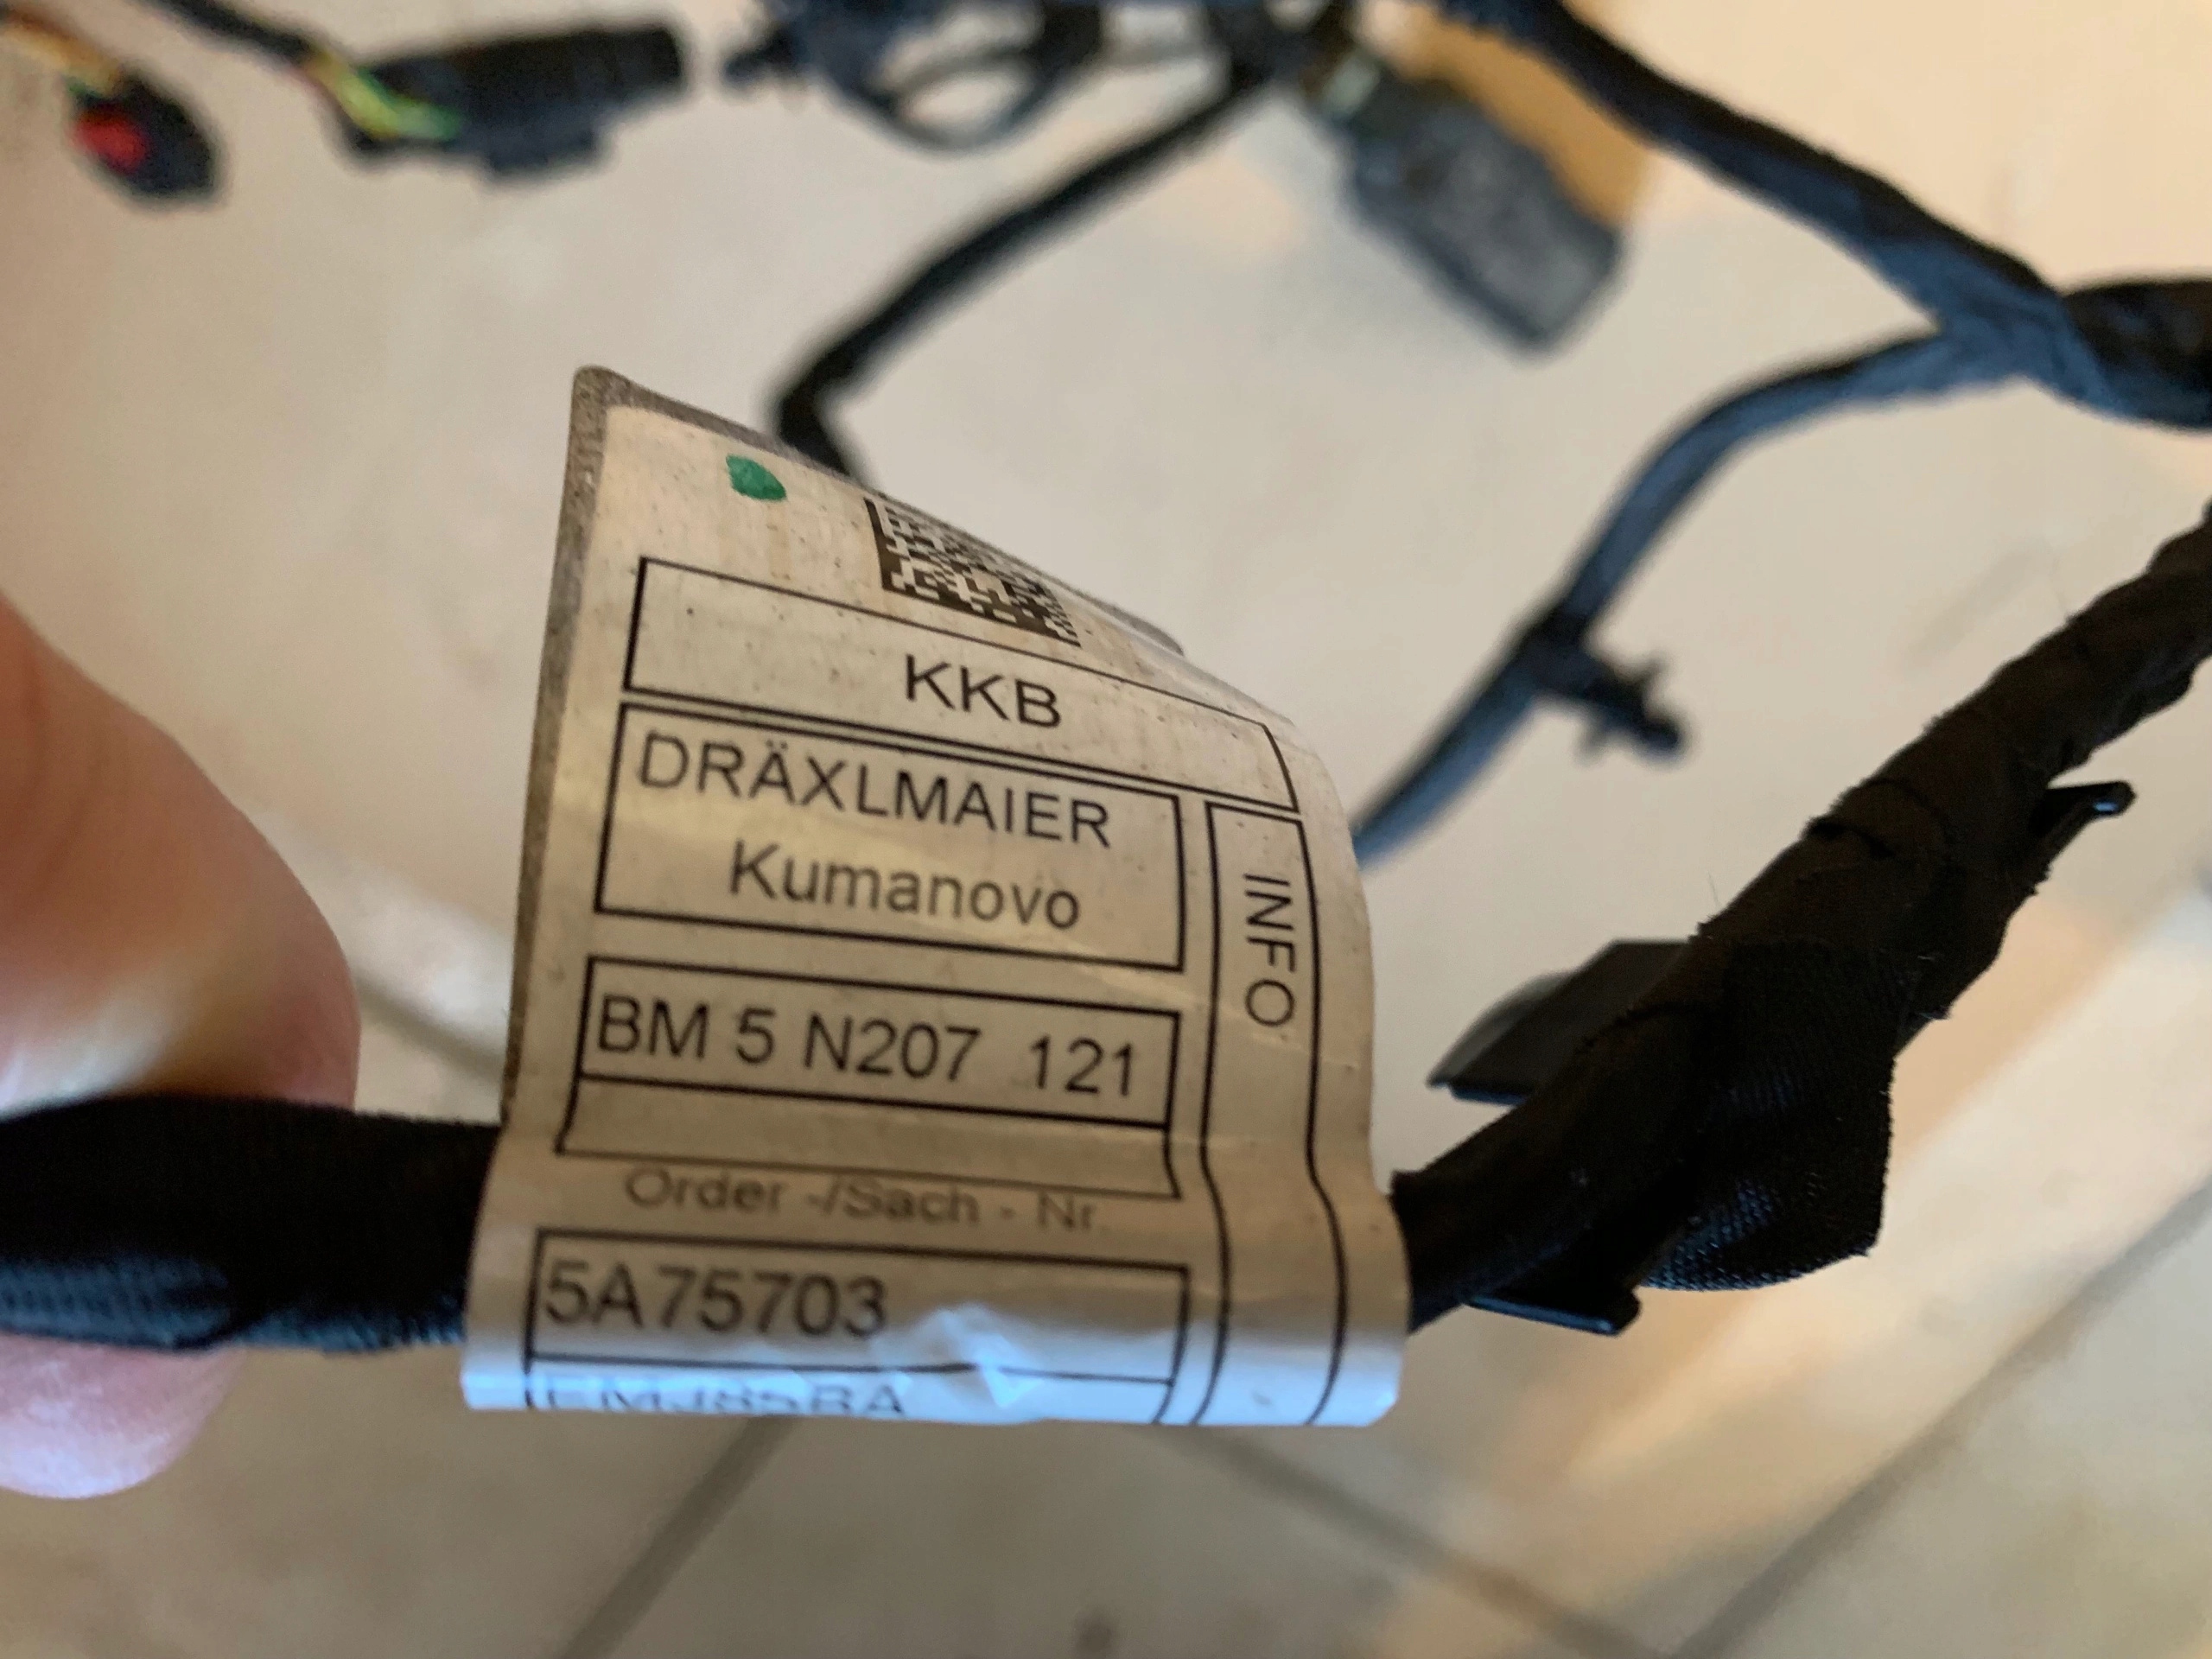 KKB
DRÄXLMAIER
Kumanovo
INFO
BM 5 N207 121
Order -/Sach - Nr.
5A75703